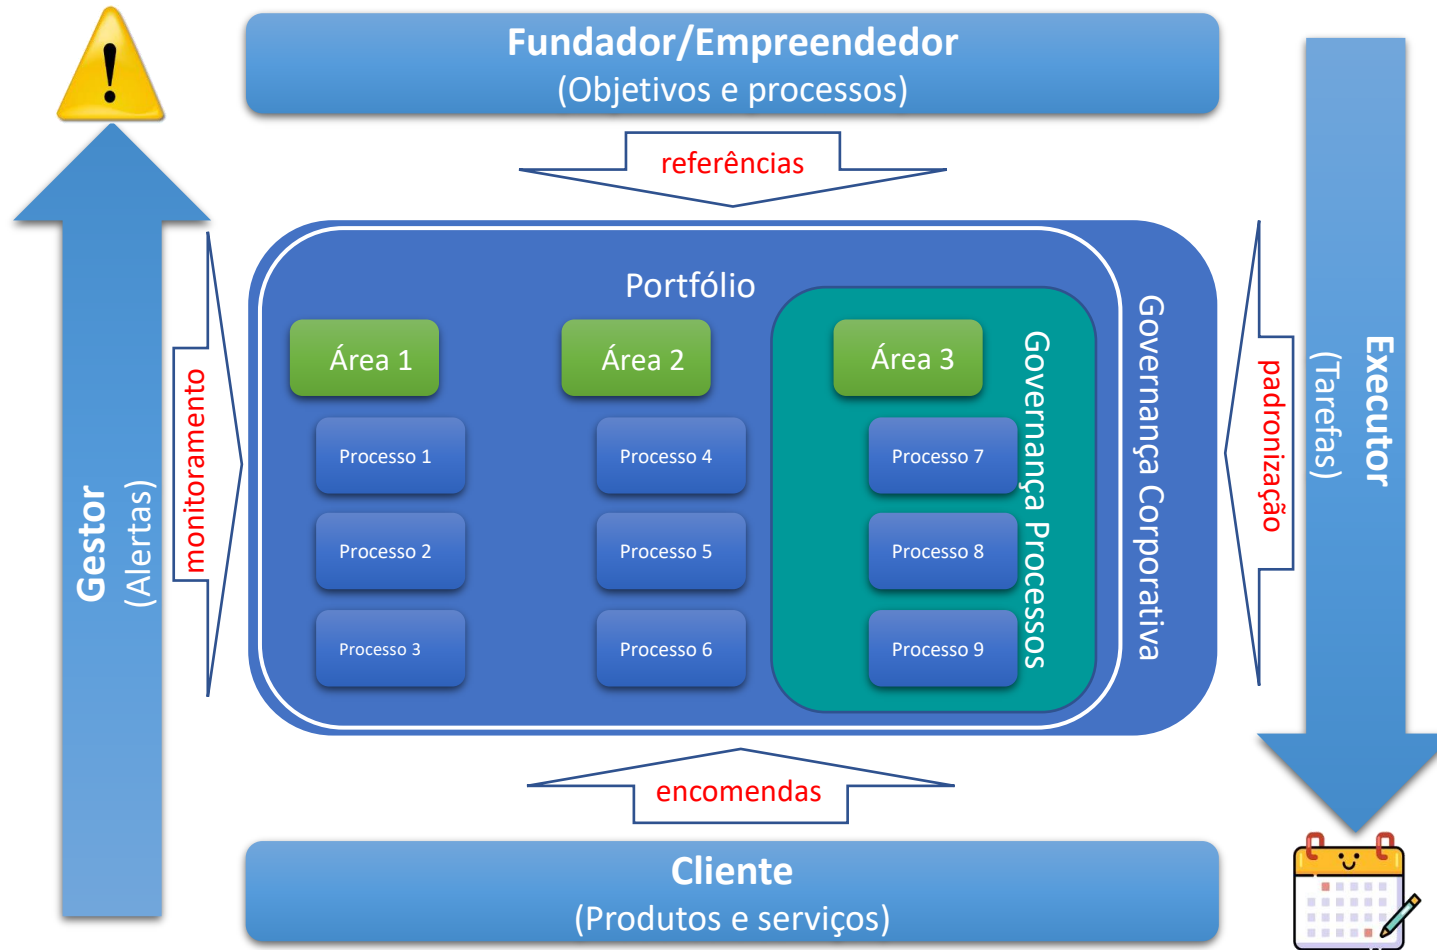 Fundador/Empreendedor
(Objetivos e processos)
referências
Gestor
(Alertas)
monitoramento
Portfólio
Área 1
Área 2
Área 3
Processo 1
Processo 4
Processo 7
Processo 2
Processo 5
Processo 8
Processo 3
Processo 6
Processo 9
Governança Processos
Governança Corporativa
padronização
Executor
(Tarefas)
encomendas
Cliente
(Produtos e serviços)